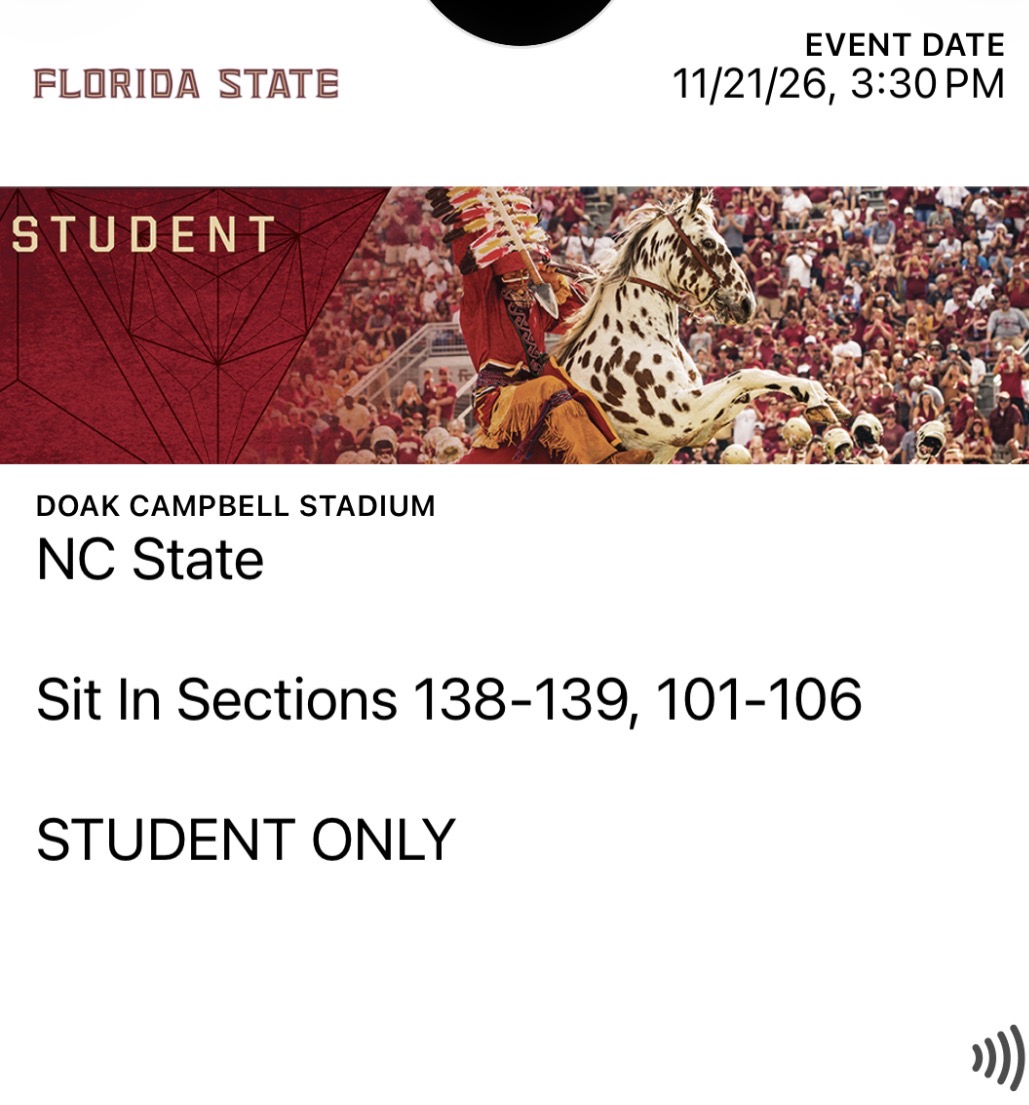 FLORIDA STATE
EVENT DATE
11/21/26, 3:30 PM
STUDENT
DOAK CAMPBELL STADIUM
NC State
Sit In Sections 138-139, 101-106
STUDENT ONLY